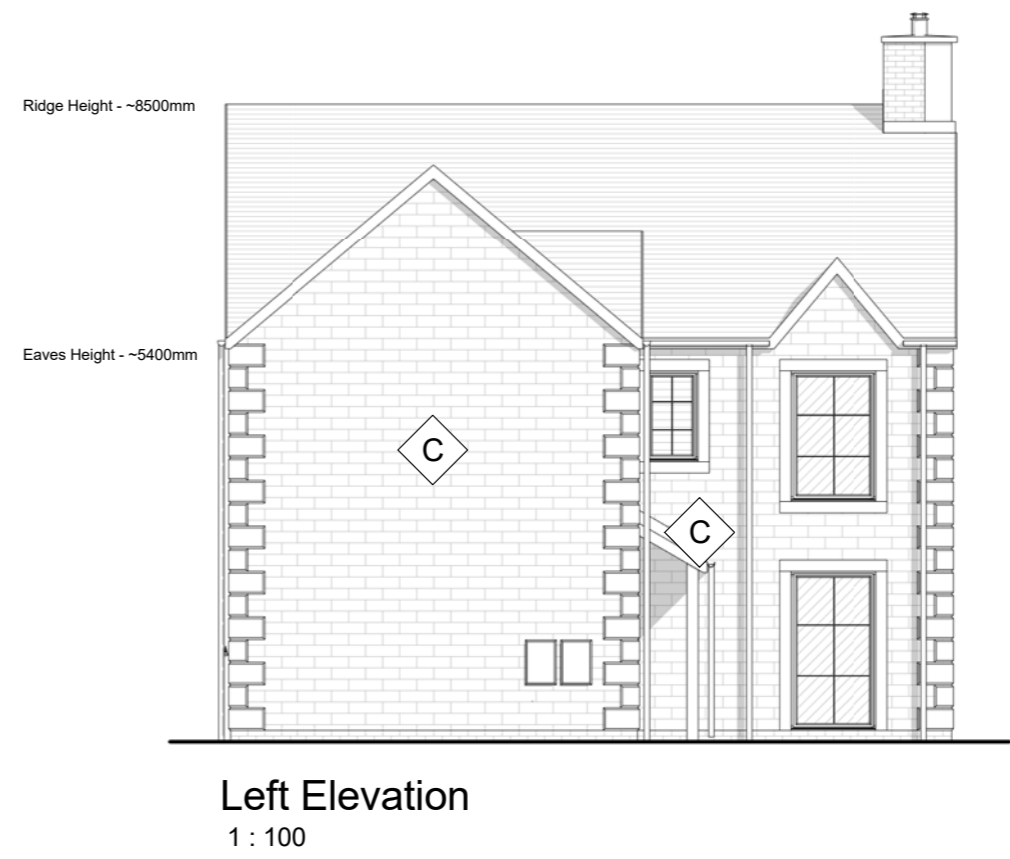 Ridge Height - ~8500mm
Eaves Height - ~5400mm
C
C
Left Elevation
1 : 100